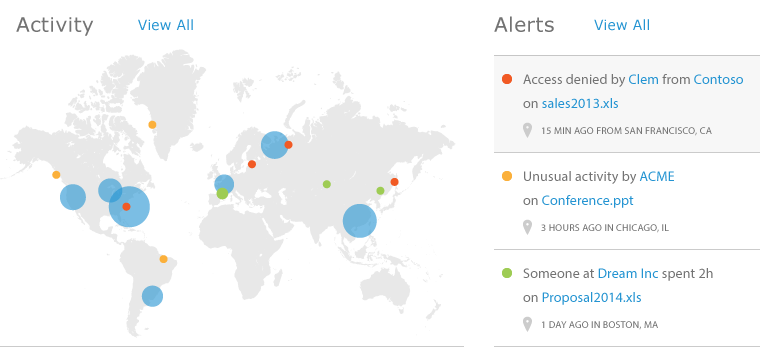 Activity View All
Alerts View All
Access denied by Clem from Contoso
on sales2013.xls
15 MIN AGO FROM SAN FRANCISCO, CA
Unusual activity by ACME
on Conference.ppt
3 HOURS AGO IN CHICAGO, IL
Someone at Dream Inc spent 2h
on Proposal2014.xls
1 DAY AGO IN BOSTON, MA